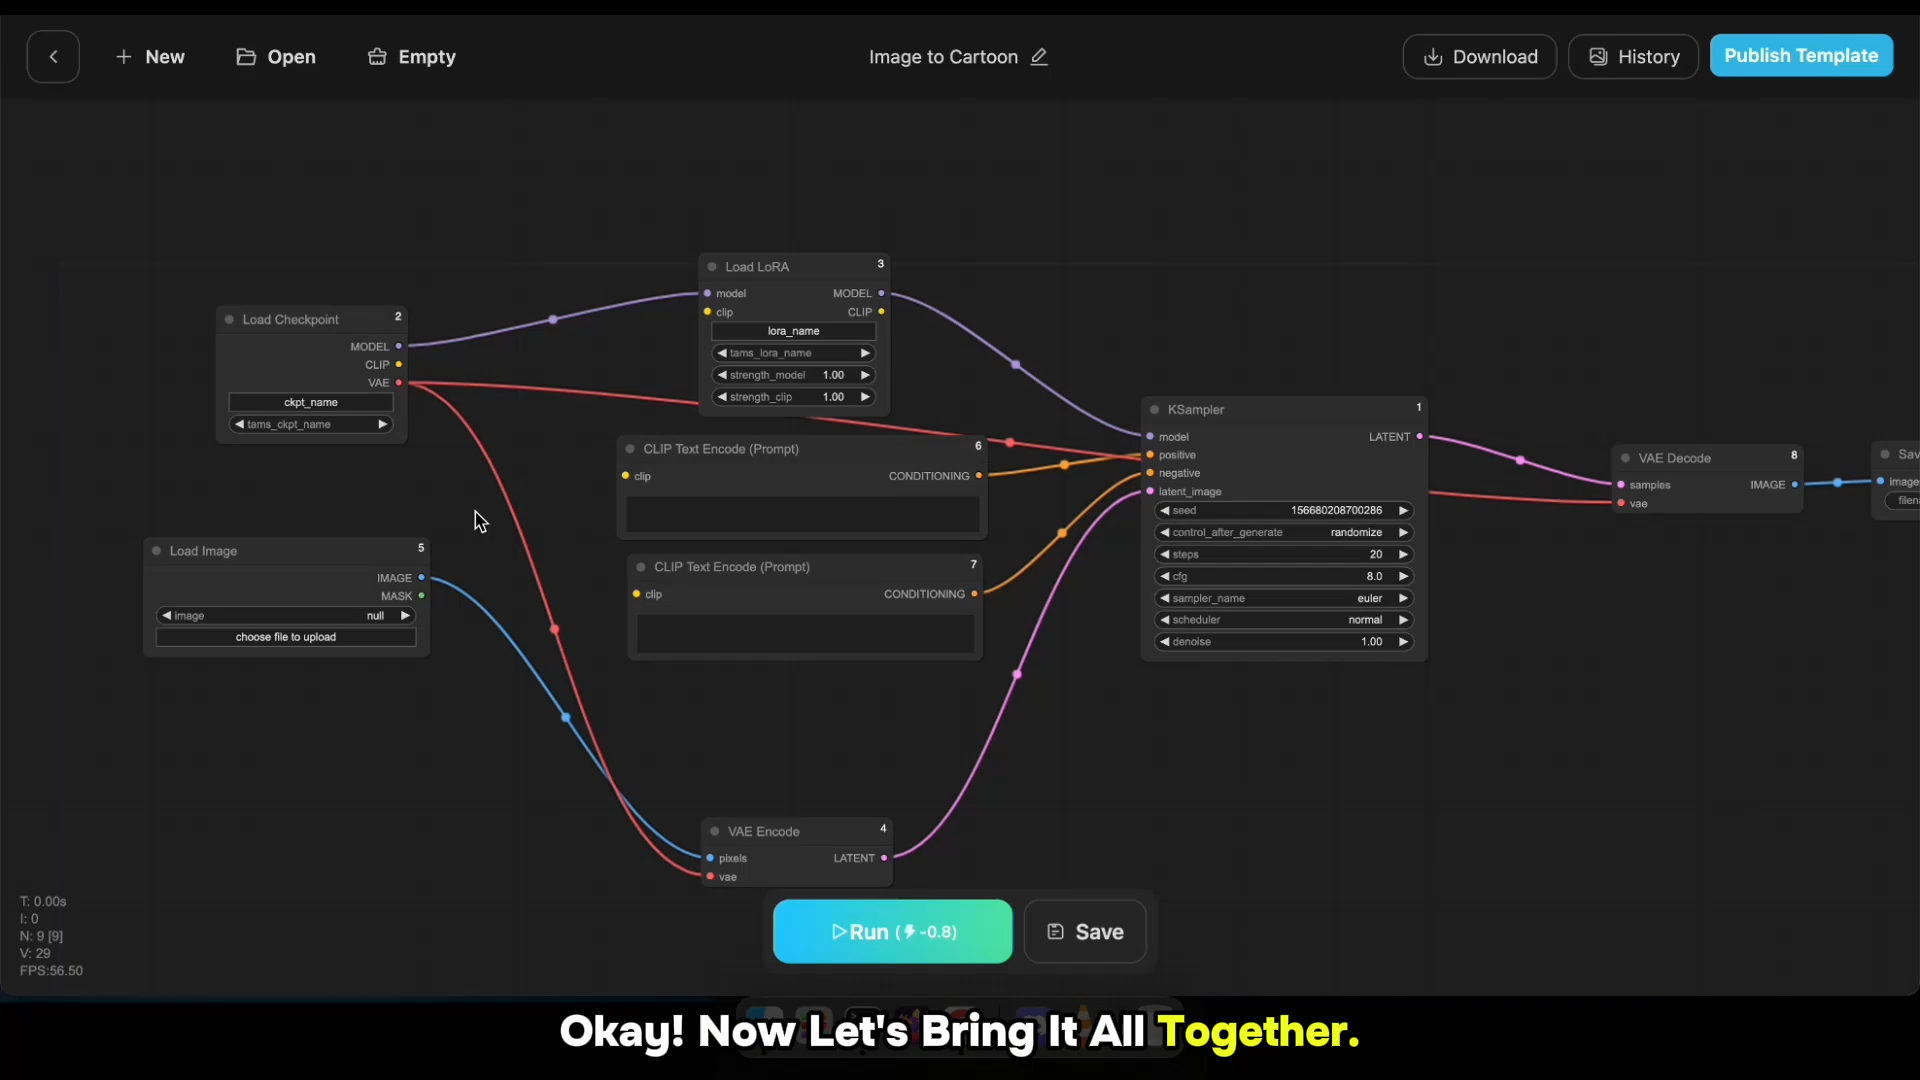 New
Open
Empty
Image to Cartoon
Download
History
Publish Template
Load LoRA 3
model MODEL
clip CLIP
lora_name
tams_lora_name
strength_model 1.00
strength_clip 1.00
Load Checkpoint 2
MODEL
CLIP
VAE
ckpt_name
tams_ckpt_name
CLIP Text Encode (Prompt) 6
clip CONDITIONING
KSampler 1
model LATENT
positive
negative
latent_image
seed 156680208700286
control_after_generate randomize
steps 20
cfg 8.0
sampler_name euler
scheduler normal
denoise 1.00
VAE Decode 8
samples IMAGE
vae
Sav
images
filen
Load Image 5
IMAGE
MASK
image null
choose file to upload
CLIP Text Encode (Prompt) 7
clip CONDITIONING
VAE Encode 4
pixels LATENT
vae
T: 0.00s
I: 0
N: 9 [9]
V: 29
FPS:56.50
Run ( -0.8)
Save
Okay! Now Let's Bring It All Together.